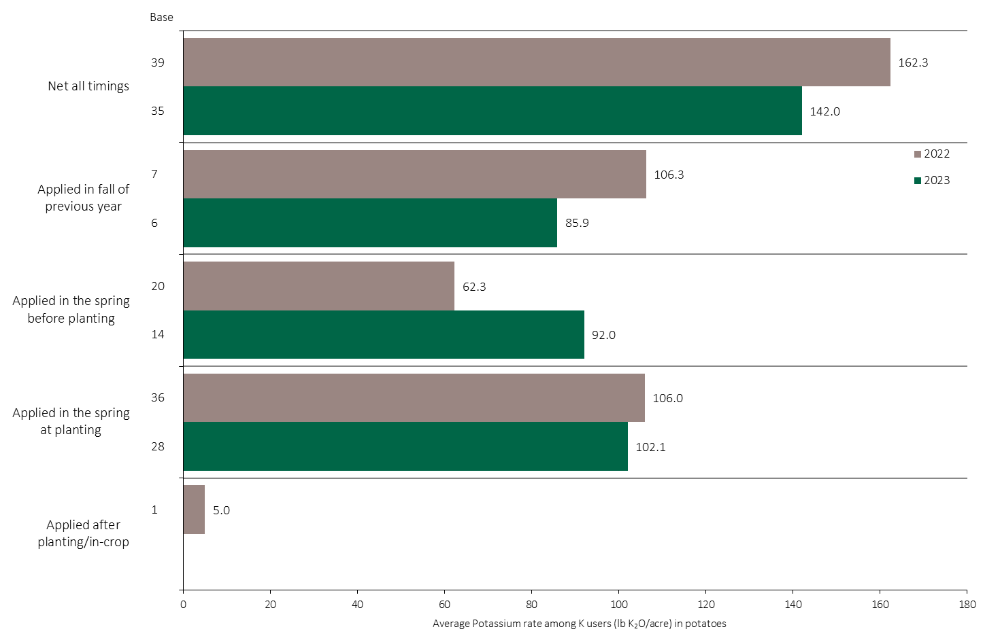 Base
39
162.3
Net all timings
35
142.0
2022
7
106.3
2023
Applied in fall of
previous year
6
85.9
20
62.3
Applied in the spring
before planting
14
92.0
36
106.0
Applied in the spring
at planting
28
102.1
1
5.0
Applied after
planting/in-crop
0 20 40 60 80 100 120 140 160 180
Average Potassium rate among K users (lb K₂O/acre) in potatoes